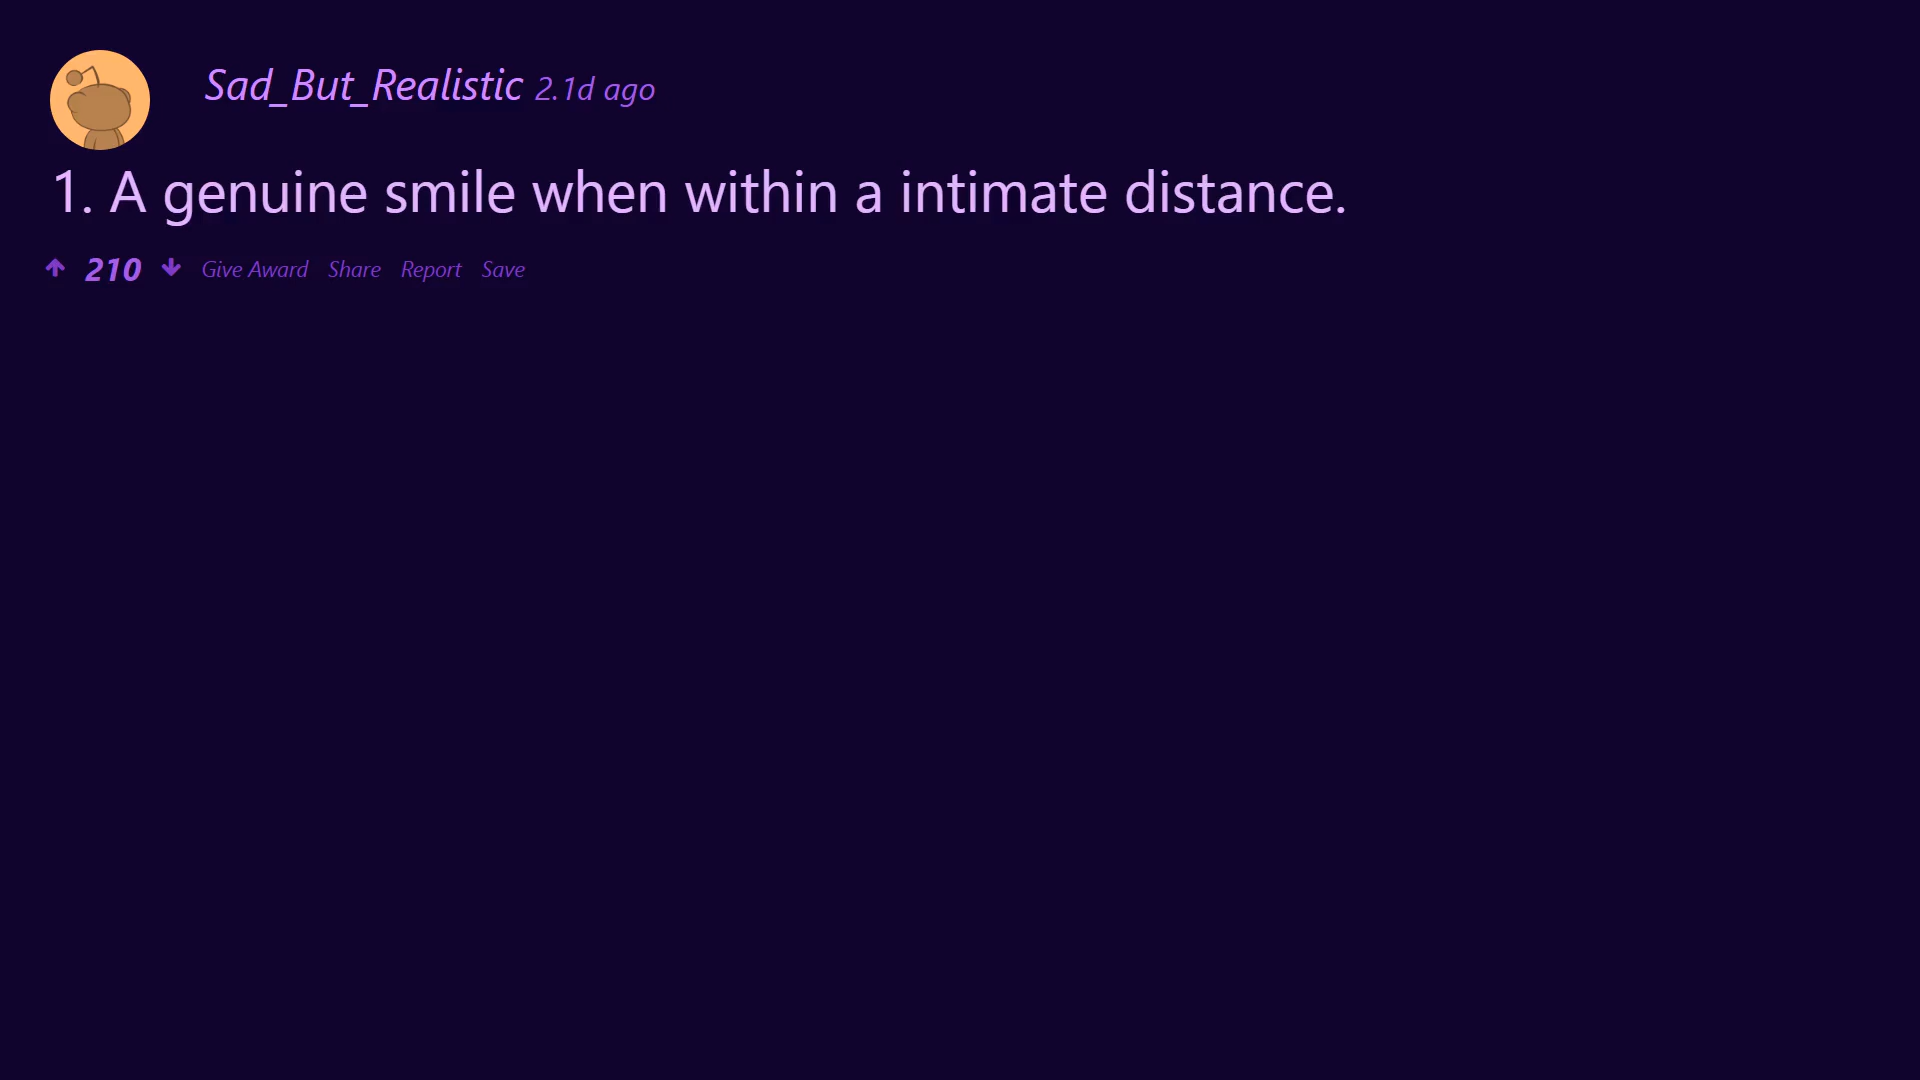 Sad_But_Realistic 2.1d ago
1. A genuine smile when within a intimate distance.
210 Give Award Share Report Save